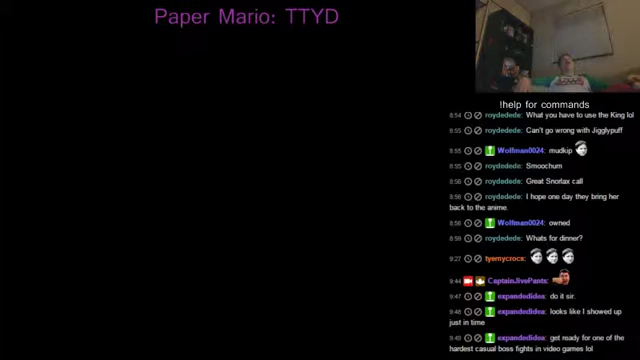 Paper Mario: TTYD
!help for commands
8:54 roydedede: What you have to use the King lol
8:55 roydedede: Can't go wrong with Jigglypuff
8:55 Wolfman0024: mudkip
8:55 roydedede: Smoochum
8:56 roydedede: Great Snorlax call
8:56 roydedede: I hope one day they bring her
back to the anime.
8:56 Wolfman0024: owned
8:59 roydedede: Whats for dinner?
9:27 tyemycrocs:
9:44 CaptainJivePants:
9:47 expandedidea: do it sir.
9:48 expandedidea: looks like I showed up
just in time
9:49 expandedidea: get ready for one of the
hardest casual boss fights in video games lol